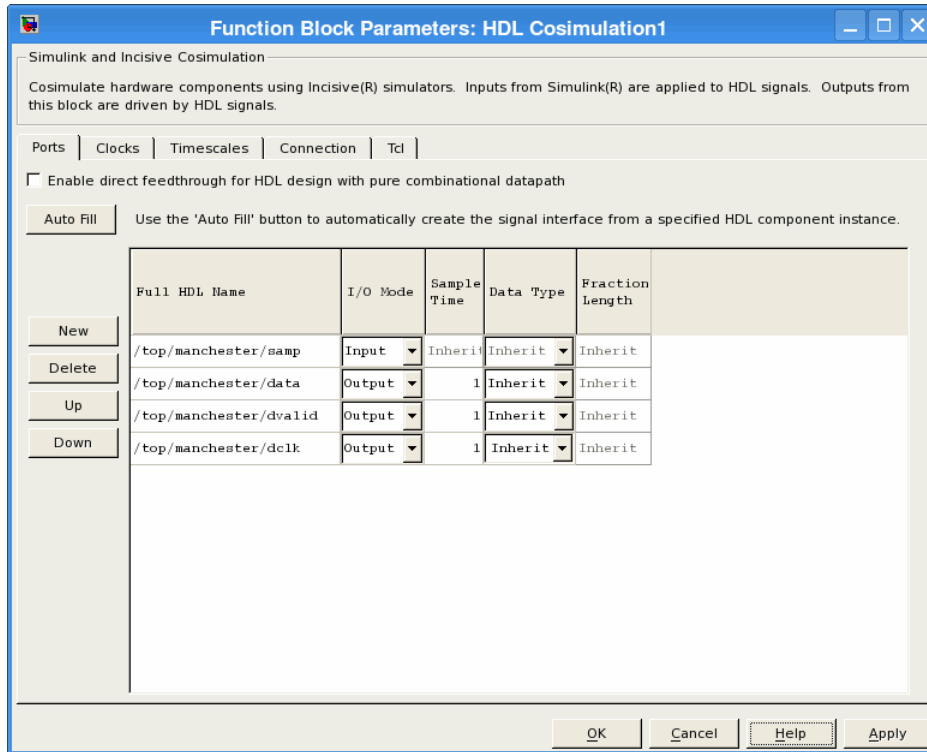 Function Block Parameters: HDL Cosimulation1
Simulink and Incisive Cosimulation
Cosimulate hardware components using Incisive(R) simulators. Inputs from Simulink(R) are applied to HDL signals. Outputs from
this block are driven by HDL signals.
Ports Clocks Timescales Connection Tcl
Enable direct feedthrough for HDL design with pure combinational datapath
Auto Fill Use the 'Auto Fill' button to automatically create the signal interface from a specified HDL component instance.
Full HDL Name I/O Mode Sample Time Data Type Fraction Length
New
Delete
Up
Down
/top/manchester/samp Input Inherit Inherit Inherit
/top/manchester/data Output 1 Inherit Inherit
/top/manchester/dvalid Output 1 Inherit Inherit
/top/manchester/dclk Output 1 Inherit Inherit
OK Cancel Help Apply